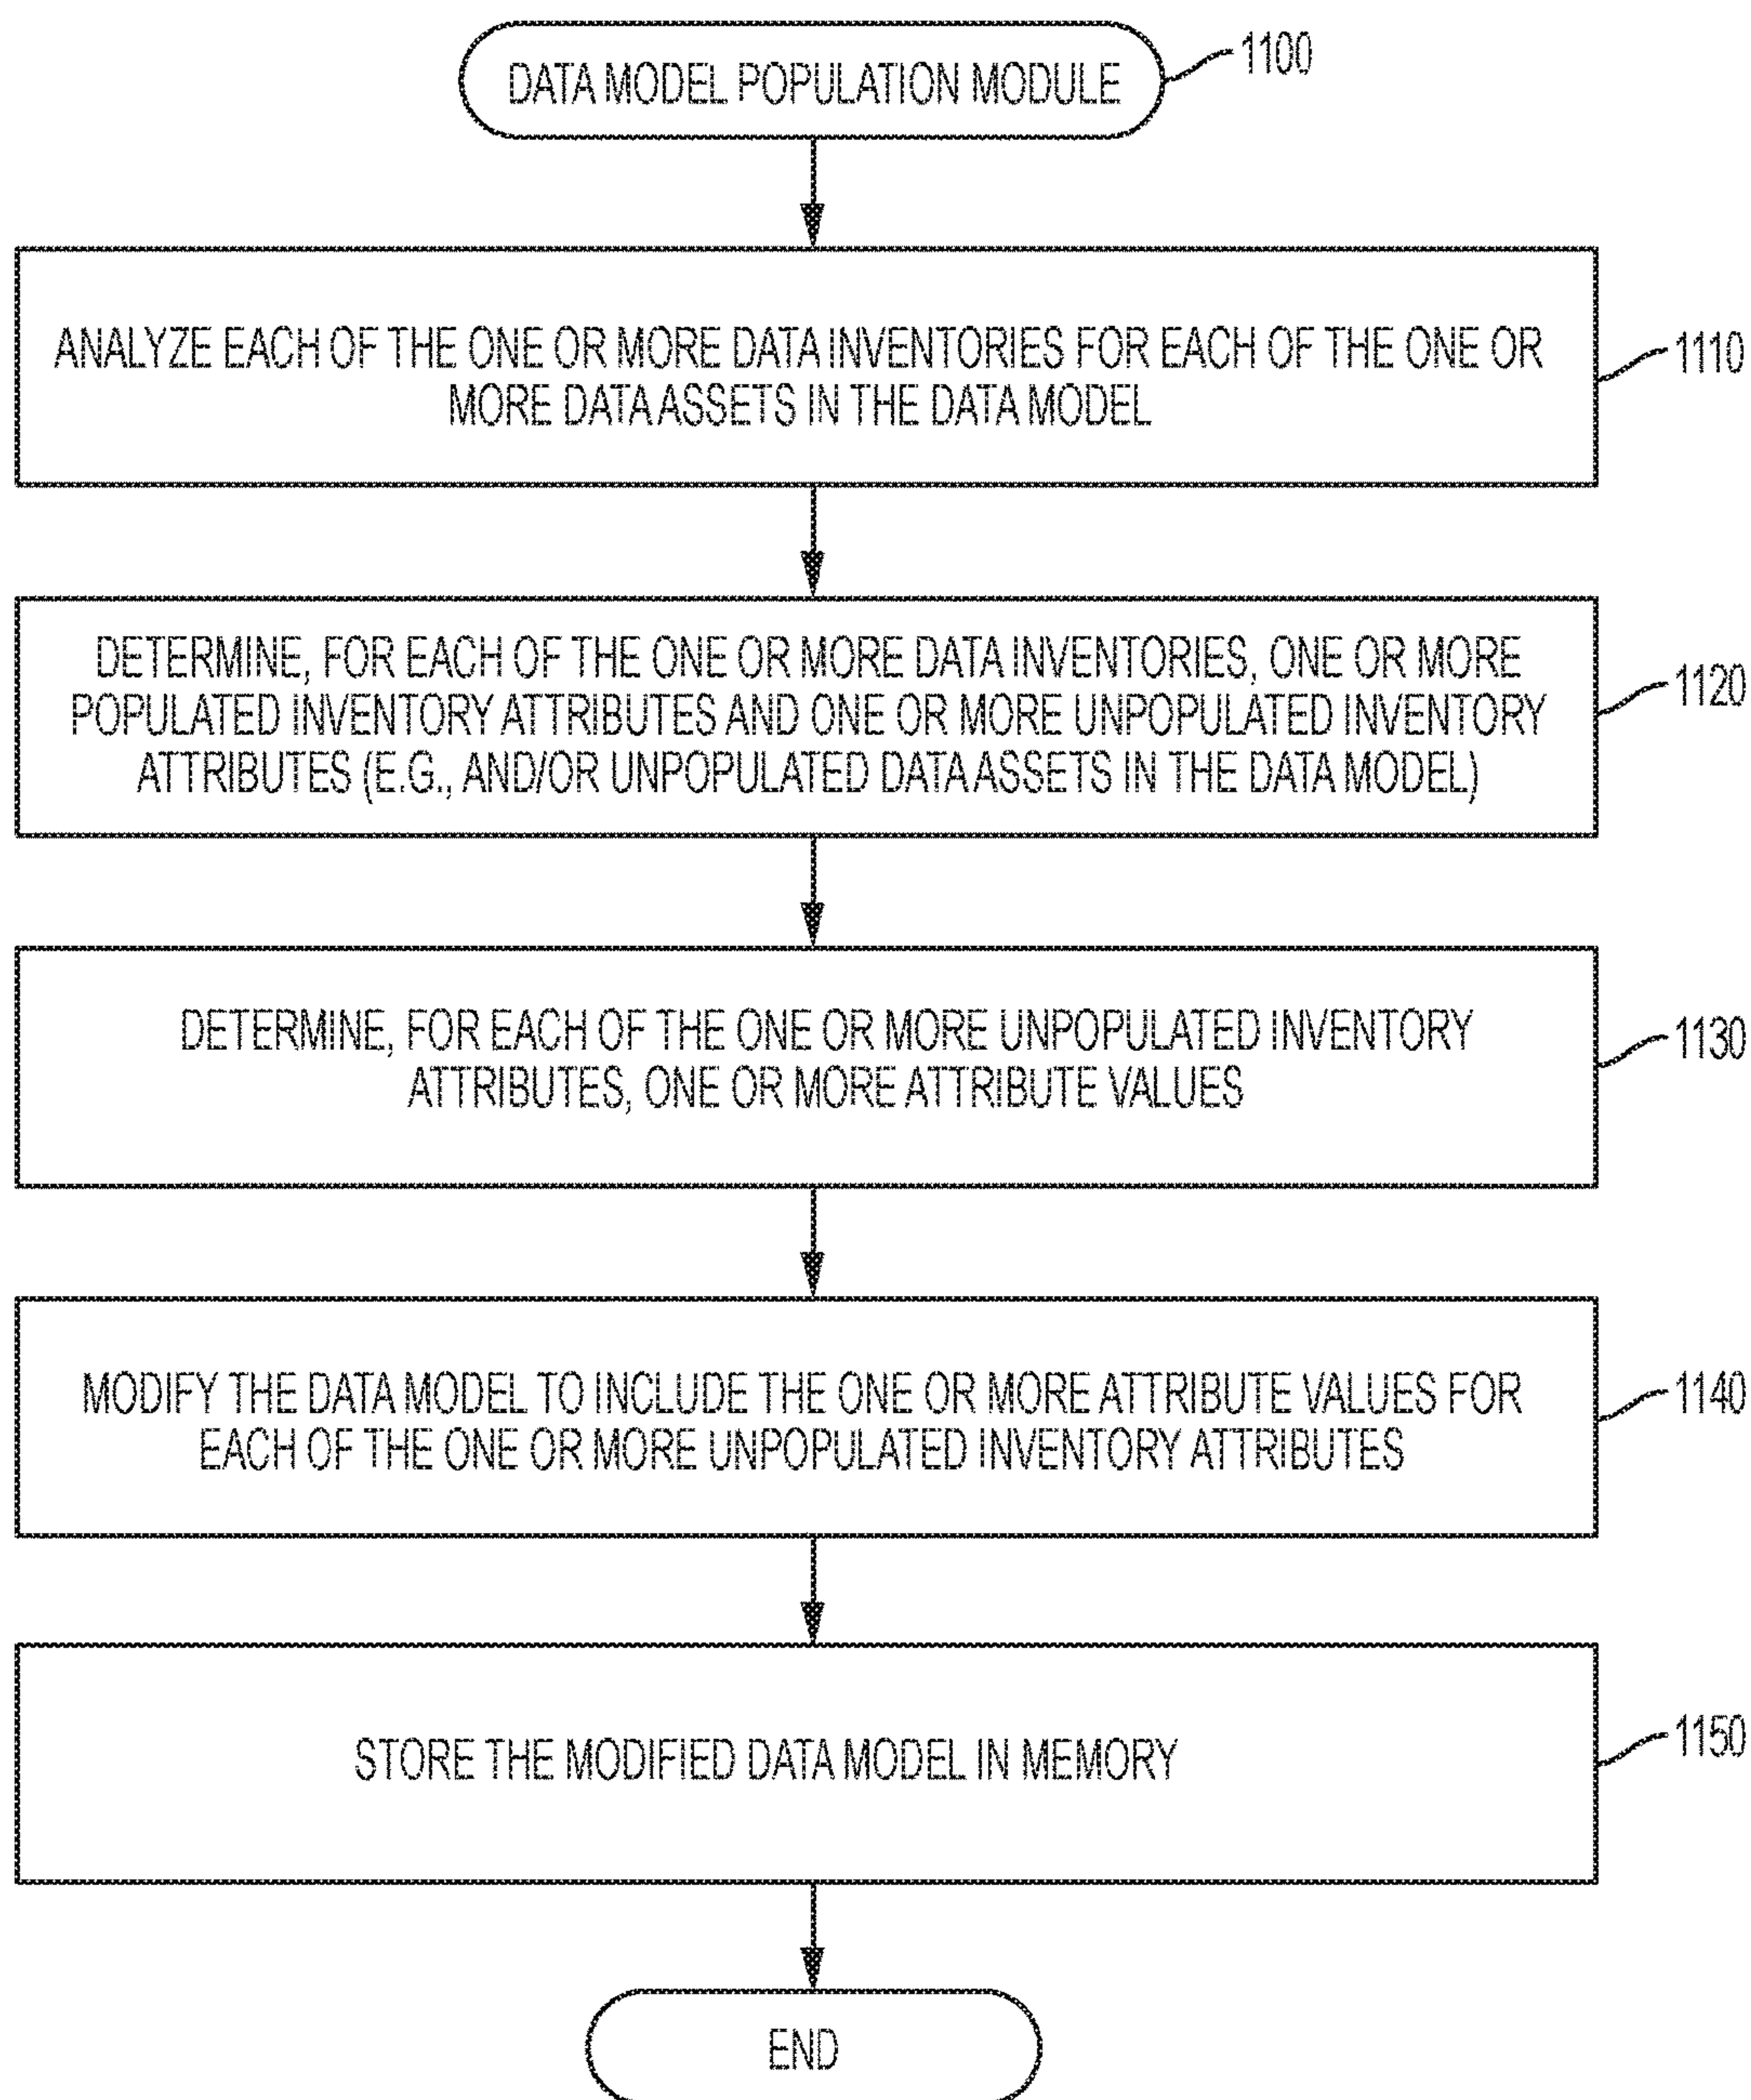 DATA MODEL POPULATION MODULE
1100
ANALYZE EACH OF THE ONE OR MORE DATA INVENTORIES FOR EACH OF THE ONE OR
MORE DATA ASSETS IN THE DATA MODEL
1110
DETERMINE, FOR EACH OF THE ONE OR MORE DATA INVENTORIES, ONE OR MORE
POPULATED INVENTORY ATTRIBUTES AND ONE OR MORE UNPOPULATED INVENTORY
ATTRIBUTES (E.G., AND/OR UNPOPULATED DATA ASSETS IN THE DATA MODEL)
1120
DETERMINE, FOR EACH OF THE ONE OR MORE UNPOPULATED INVENTORY
ATTRIBUTES, ONE OR MORE ATTRIBUTE VALUES
1130
MODIFY THE DATA MODEL TO INCLUDE THE ONE OR MORE ATTRIBUTE VALUES FOR
EACH OF THE ONE OR MORE UNPOPULATED INVENTORY ATTRIBUTES
1140
STORE THE MODIFIED DATA MODEL IN MEMORY
1150
END